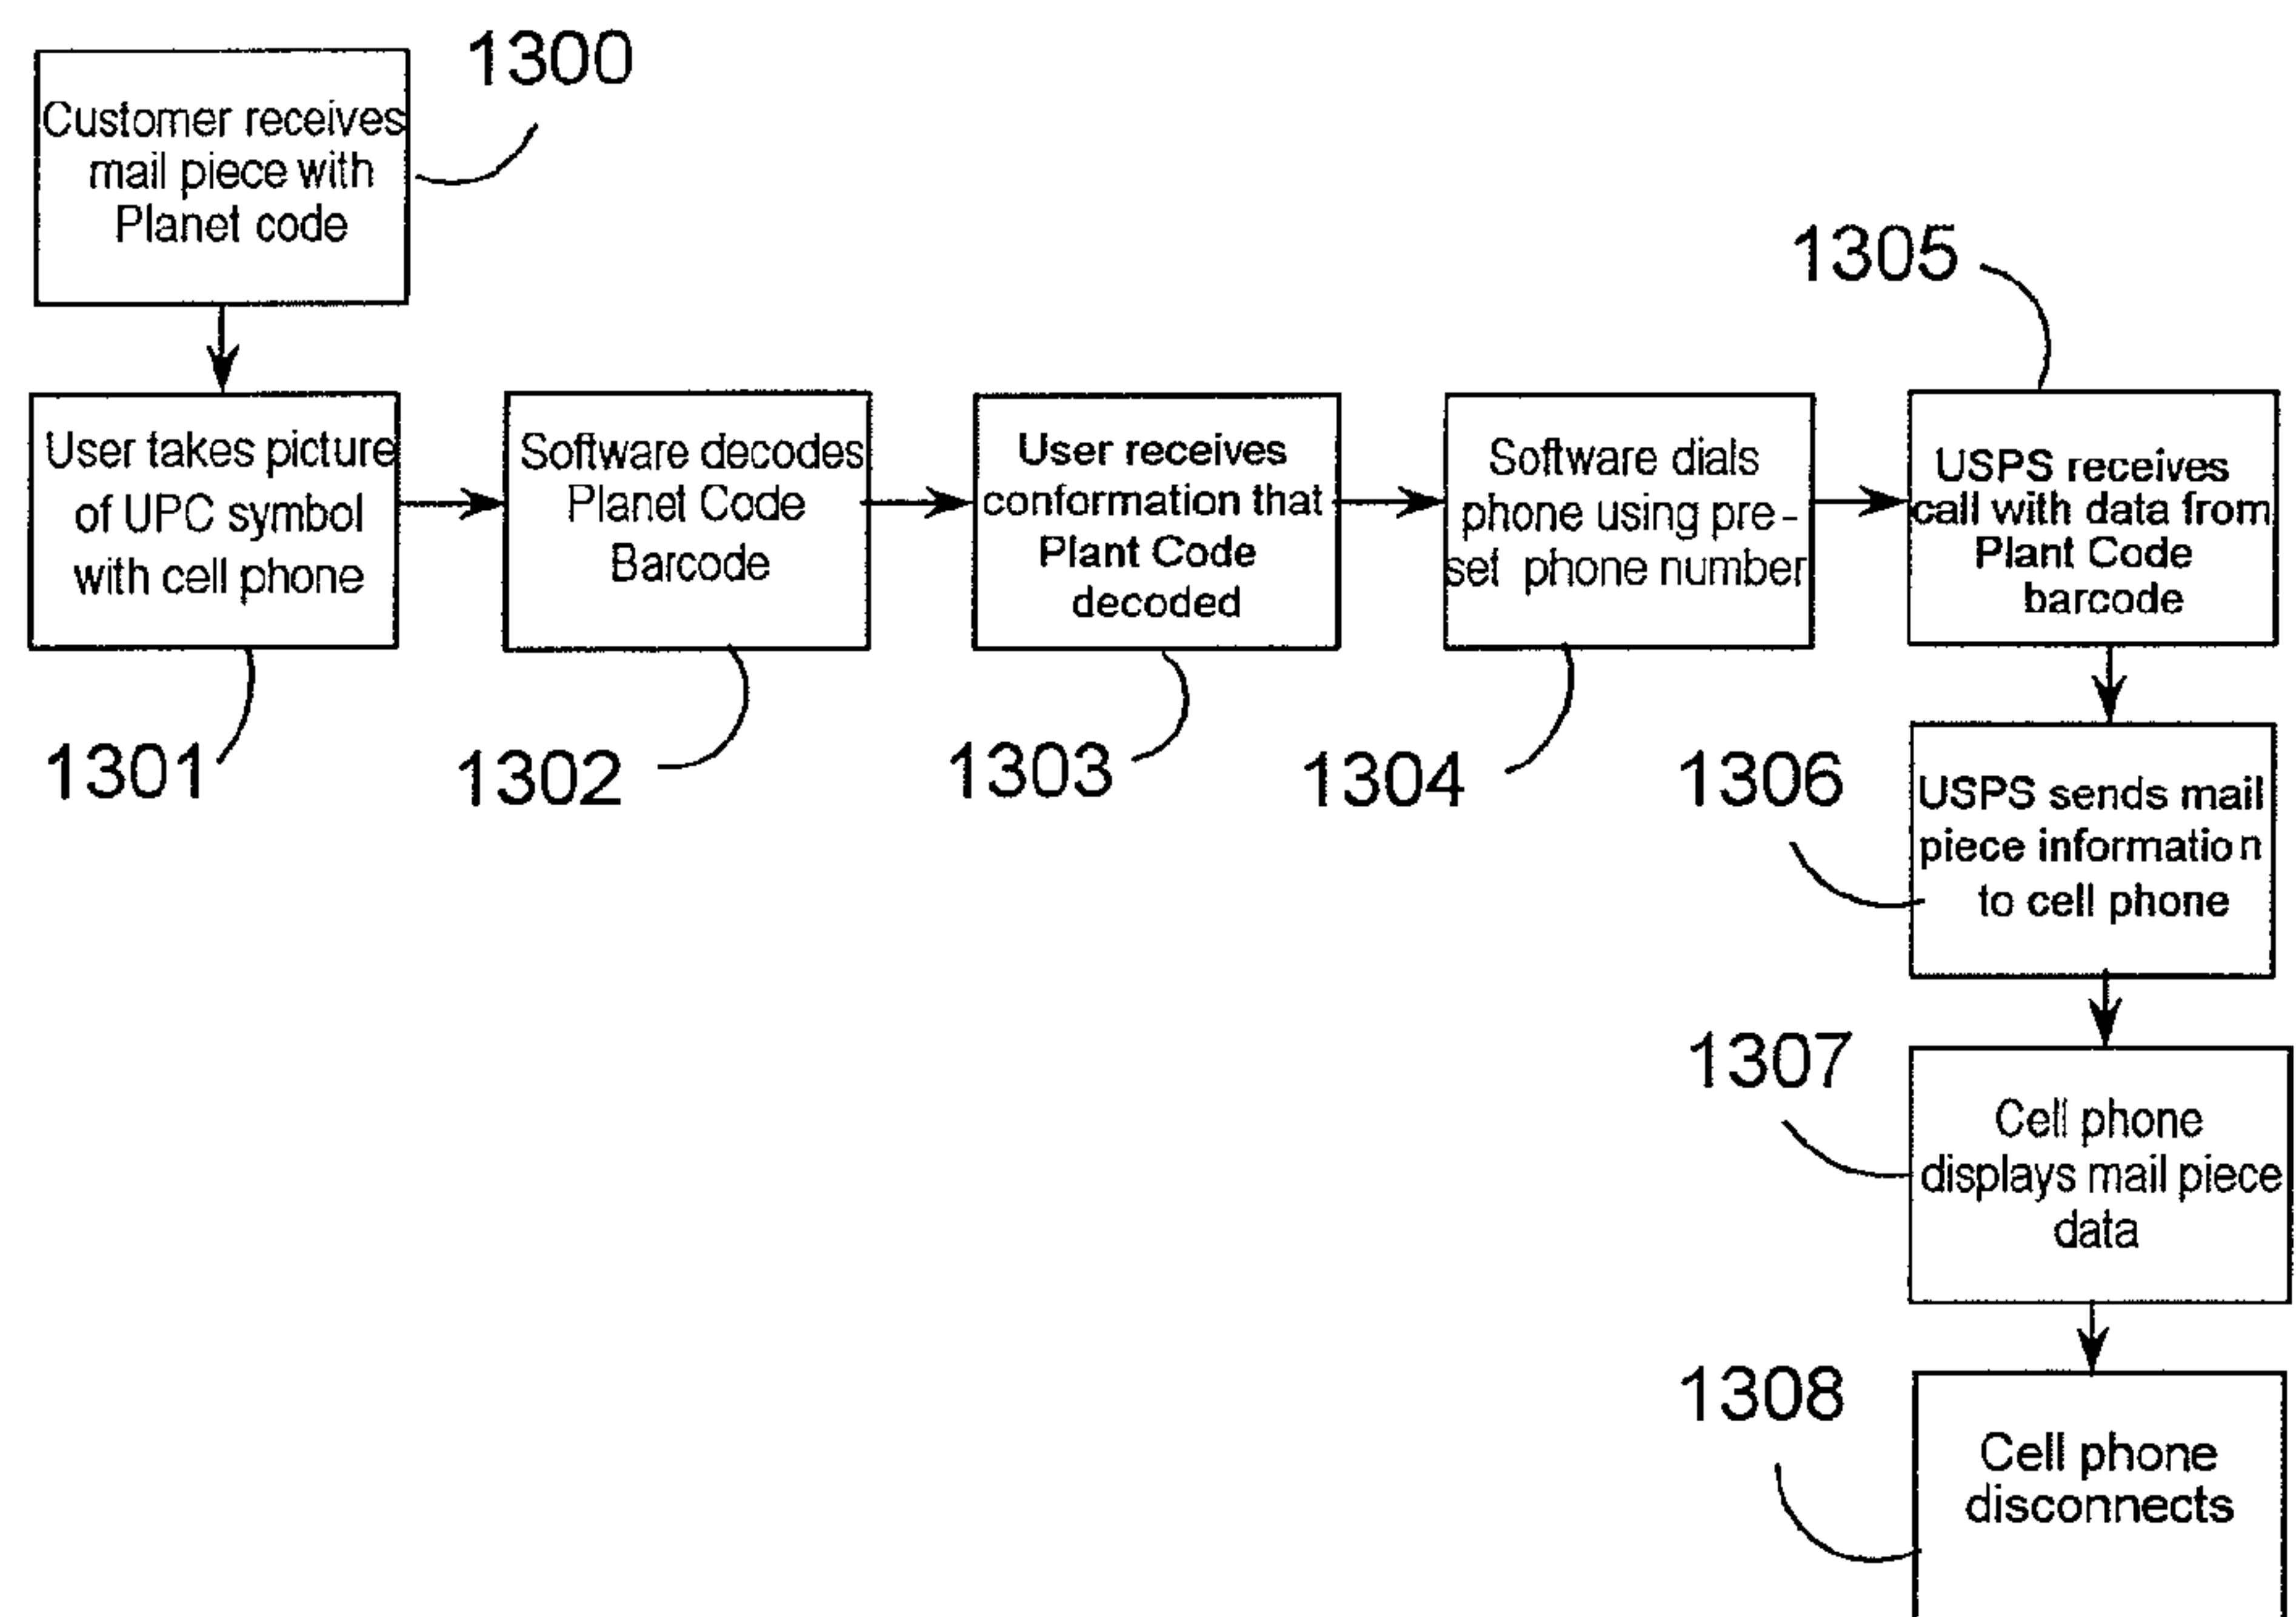 1300
Customer receives
mail piece with
Planet code
1305
User takes picture
of UPC symbol
with cell phone
Software decodes
Planet Code
Barcode
User receives
conformation that
Plant Code
decoded
Software dials
phone using pre-
set phone number
USPS receives
call with data from
Plant Code
barcode
1301
1302
1303
1304
1306
USPS sends mail
piece information
to cell phone
1307
Cell phone
displays mail piece
data
1308
Cell phone
disconnects